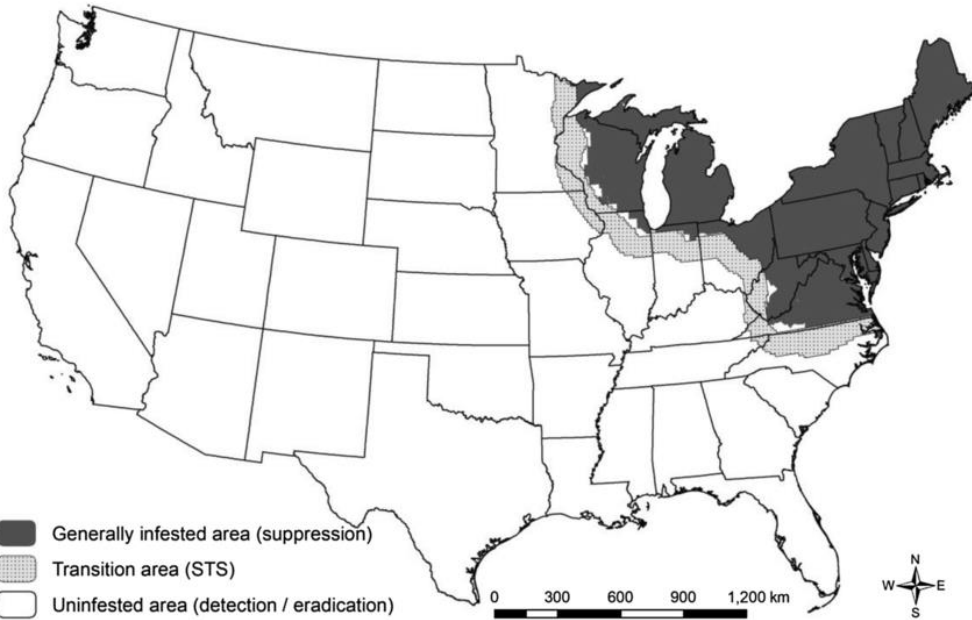 Generally infested area (suppression)
Transition area (STS)
Uninfested area (detection / eradication)
0 300 600 900 1,200 km
N
W E
S